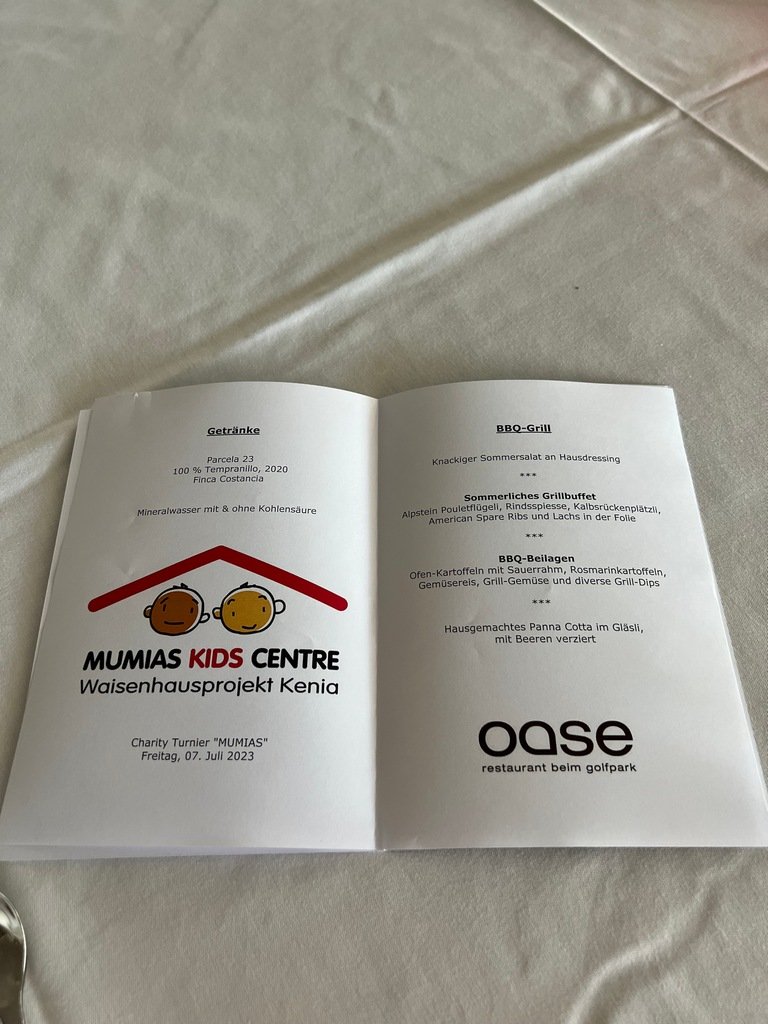 Getränke
Parcela 23
100 % Tempranillo, 2020
Finca Costancia
Mineralwasser mit & ohne Kohlensäure
MUMIAS KIDS CENTRE
Waisenhausprojekt Kenia
Charity Turnier "MUMIAS"
Freitag, 07. Juli 2023
BBQ-Grill
Knackiger Sommersalat an Hausdressing
***
Sommerliches Grillbuffet
Alpstein Pouletflügeli, Rindsspiesse, Kalbsrückenplätzli,
American Spare Ribs und Lachs in der Folie
***
BBQ-Beilagen
Ofen-Kartoffeln mit Sauerrahm, Rosmarinkartoffeln,
Gemüsereis, Grill-Gemüse und diverse Grill-Dips
***
Hausgemachtes Panna Cotta im Gläsli,
mit Beeren verziert
oase
restaurant beim golfpark